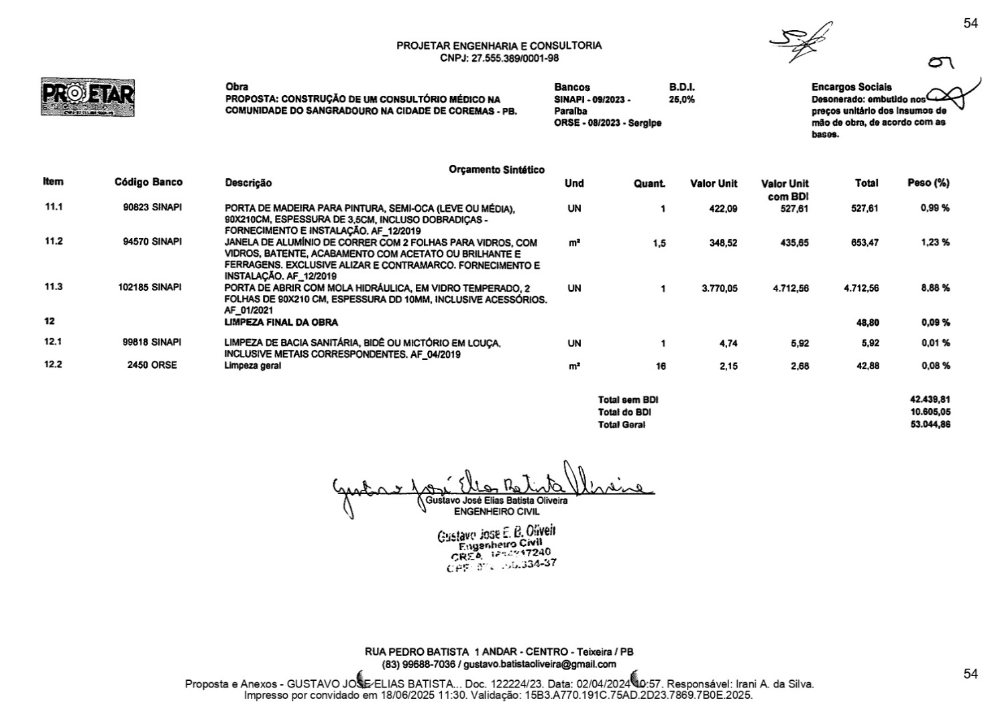 54
PROJETAR ENGENHARIA E CONSULTORIA
CNPJ: 27.555.389/0001-98
01
PROJETAR
ENGENHARIA
Obra
PROPOSTA: CONSTRUÇÃO DE UM CONSULTÓRIO MÉDICO NA
COMUNIDADE DO SANGRADOURO NA CIDADE DE COREMAS - PB.
Bancos
SINAPI - 09/2023 -
Paraíba
ORSE - 08/2023 - Sergipe
B.D.I.
25,0%
Encargos Sociais
Desonerado: embutido nos
preços unitário dos insumos de
mão de obra, de acordo com as
bases.
Orçamento Sintético
Item Código Banco Descrição Und Quant. Valor Unit Valor Unit Total Peso (%)
com BDI
11.1 90823 SINAPI PORTA DE MADEIRA PARA PINTURA, SEMI-OCA (LEVE OU MÉDIA), UN 1 422,09 527,61 527,61 0,99 %
90X210CM, ESPESSURA DE 3,5CM, INCLUSO DOBRADIÇAS -
FORNECIMENTO E INSTALAÇÃO. AF_12/2019
11.2 94570 SINAPI JANELA DE ALUMÍNIO DE CORRER COM 2 FOLHAS PARA VIDROS, COM m² 1,5 348,52 435,65 653,47 1,23 %
VIDROS, BATENTE, ACABAMENTO COM ACETATO OU BRILHANTE E
FERRAGENS. EXCLUSIVE ALIZAR E CONTRAMARCO. FORNECIMENTO E
INSTALAÇÃO. AF_12/2019
11.3 102185 SINAPI PORTA DE ABRIR COM MOLA HIDRÁULICA, EM VIDRO TEMPERADO, 2 UN 1 3.770,05 4.712,56 4.712,56 8,88 %
FOLHAS DE 90X210 CM, ESPESSURA DD 10MM, INCLUSIVE ACESSÓRIOS.
AF_01/2021
12 LIMPEZA FINAL DA OBRA 48,80 0,09 %
12.1 99818 SINAPI LIMPEZA DE BACIA SANITÁRIA, BIDÊ OU MICTÓRIO EM LOUÇA, UN 1 4,74 5,92 5,92 0,01 %
INCLUSIVE METAIS CORRESPONDENTES. AF_04/2019
12.2 2450 ORSE Limpeza geral m² 16 2,15 2,68 42,88 0,08 %
Total sem BDI 42.439,81
Total do BDI 10.605,05
Total Geral 53.044,86
Gustavo José Elias Batista Oliveira
Gustavo José Elias Batista Oliveira
ENGENHEIRO CIVIL
Gustavo Jose E. B. Oliveir
Engenheiro Civil
CREA 17240
CPF: .334-37
RUA PEDRO BATISTA 1 ANDAR - CENTRO - Teixeira / PB
(83) 99688-7036 / gustavo.batistaoliveira@gmail.com
54
Proposta e Anexos - GUSTAVO JOSE ELIAS BATISTA... Doc. 122224/23. Data: 02/04/2024 10:57. Responsável: Irani A. da Silva.
Impresso por convidado em 18/06/2025 11:30. Validação: 15B3.A770.191C.75AD.2D23.7869.7B0E.2025.